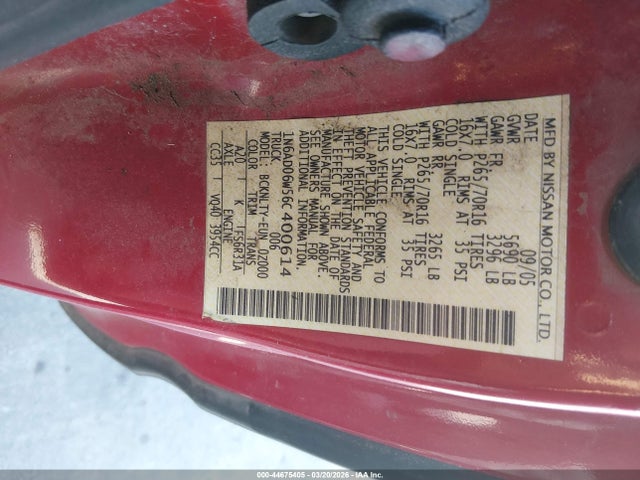 MFD BY NISSAN MOTOR CO., LTD.
DATE 09/05
GVWR 5690 LB
GAWR FR 3296 LB
WITH P265/70R16 TIRES
16X7.0 RIMS AT 35 PSI
COLD SINGLE
GAWR RR 3265 LB
WITH P265/70R16 TIRES
16X7.0 RIMS AT 35 PSI
COLD SINGLE
THIS VEHICLE CONFORMS TO
ALL APPLICABLE FEDERAL
MOTOR VEHICLE SAFETY AND
THEFT PREVENTION STANDARDS
IN EFFECT ON THE DATE OF
MANUFACTURE SHOWN ABOVE.
SEE OWNERS MANUAL FOR
ADDITIONAL INFORMATION.
1N6AD06W56C400614
TRUCK 006
MODEL: BCKNLTY-EUUDZ000
COLOR TRIM TRANS
A20 K
AXLE ENGINE
CC35 VQ40 3954CC
000-44675405 - 03/20/2026 - IAA Inc.